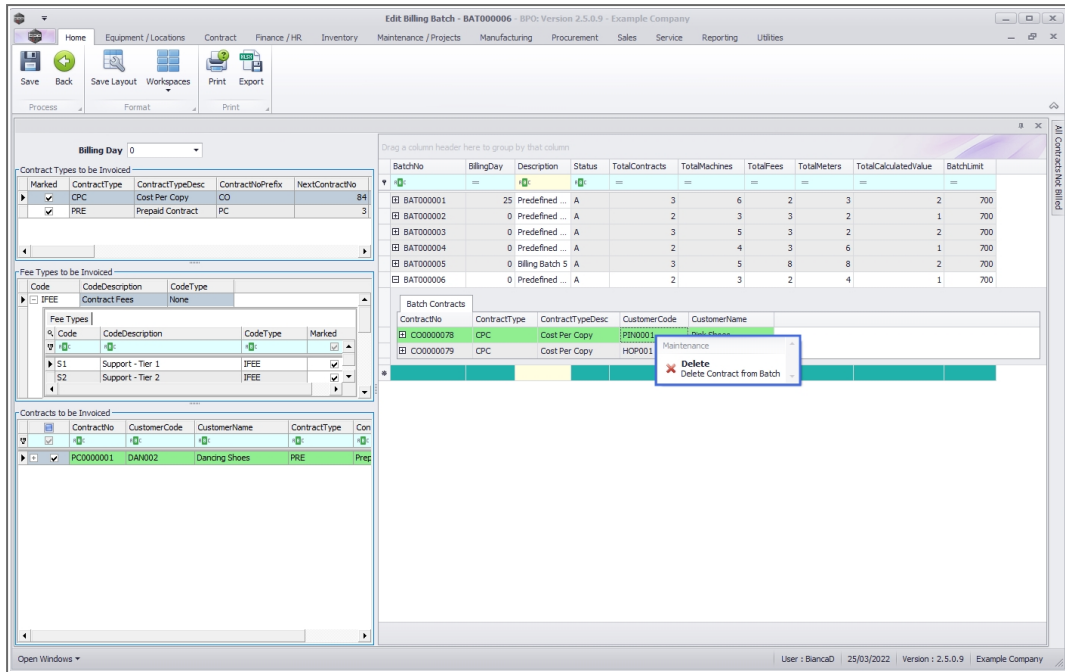 Edit Billing Batch - BAT000006 - BPO: Version 2.5.0.9 - Example Company
Home Equipment / Locations Contract Finance / HR Inventory Maintenance / Projects Manufacturing Procurement Sales Service Reporting Utilities
Save Back Save Layout Workspaces Print Export
Process Format Print
All Contracts Not Billed
Billing Day 0
Contract Types to be Invoiced
Marked ContractType ContractTypeDesc ContractNoPrefix NextContractNo
CPC Cost Per Copy CO 84
PRE Prepaid Contract PC 3
Fee Types to be Invoiced
Code CodeDescription CodeType
IFEE Contract Fees None
Fee Types
Code CodeDescription CodeType Marked
S1 Support - Tier 1 IFEE
S2 Support - Tier 2 IFEE
Contracts to be Invoiced
ContractNo CustomerCode CustomerName ContractType Con
PC0000001 DAN002 Dancing Shoes PRE Prep
Drag a column header here to group by that column
BatchNo BillingDay Description Status TotalContracts TotalMachines TotalFees TotalMeters TotalCalculatedValue BatchLimit
= = = = = = =
BAT000001 25 Predefined ... A 3 6 2 3 2 700
BAT000002 0 Predefined ... A 2 3 3 2 1 700
BAT000003 0 Predefined ... A 3 5 3 2 2 700
BAT000004 0 Predefined ... A 2 4 3 6 1 700
BAT000005 0 Billing Batch 5 A 3 5 8 8 2 700
BAT000006 0 Predefined ... A 2 3 2 4 1 700
Batch Contracts
ContractNo ContractType ContractTypeDesc CustomerCode CustomerName
CO0000078 CPC Cost Per Copy PIN0001 Pink Shoes
CO0000079 CPC Cost Per Copy HOP001
Maintenance
Delete
Delete Contract from Batch
Open Windows User : BiancaD 25/03/2022 Version : 2.5.0.9 Example Company